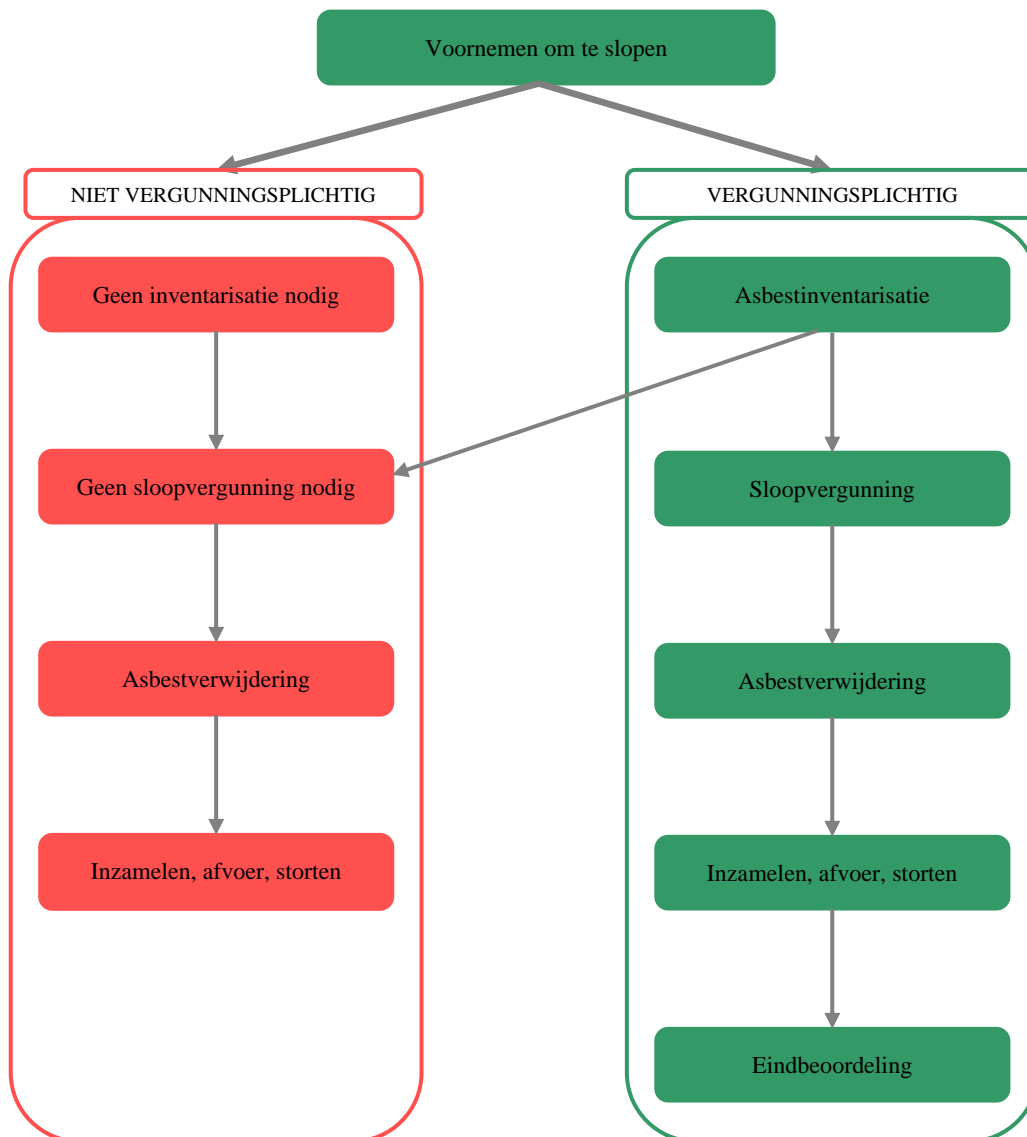 Voornemen om te slopen
NIET VERGUNNINGSPLICHTIG
Geen inventarisatie nodig
Geen sloopvergunning nodig
Asbestverwijdering
Inzamelen, afvoer, storten
VERGUNNINGSPLICHTIG
Asbestinventarisatie
Sloopvergunning
Asbestverwijdering
Inzamelen, afvoer, storten
Eindbeoordeling